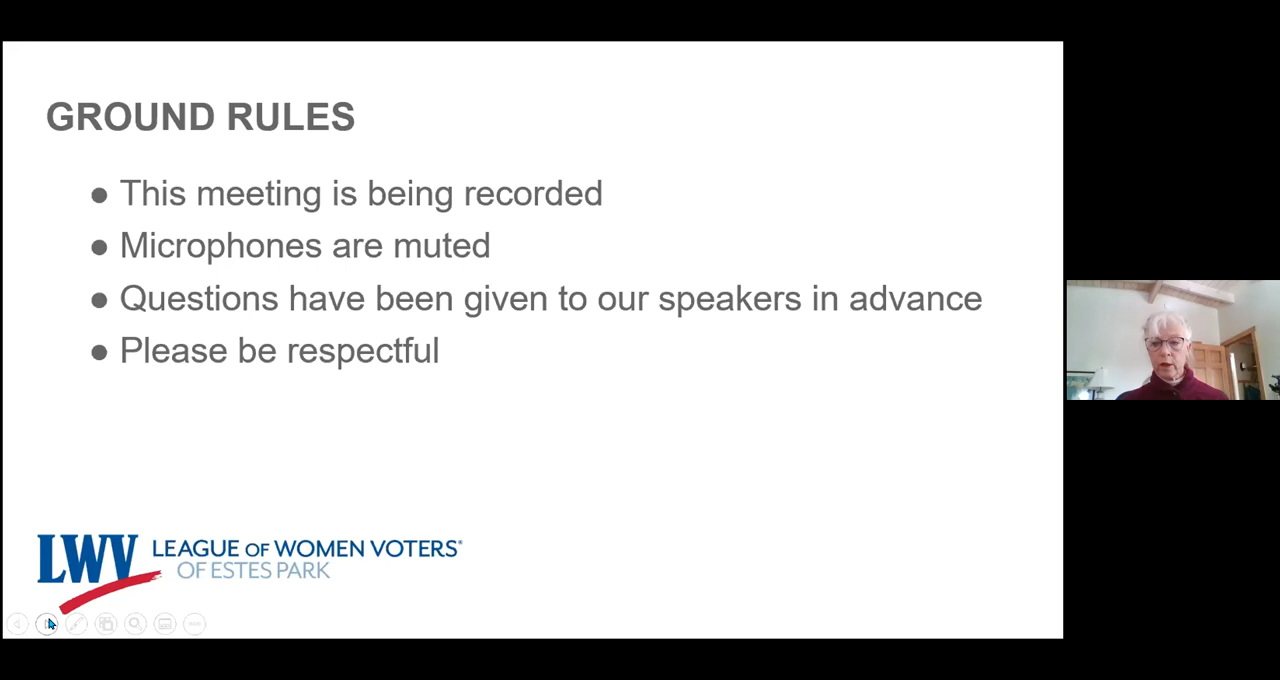 GROUND RULES
● This meeting is being recorded
● Microphones are muted
● Questions have been given to our speakers in advance
● Please be respectful
LWV LEAGUE OF WOMEN VOTERS®
OF ESTES PARK